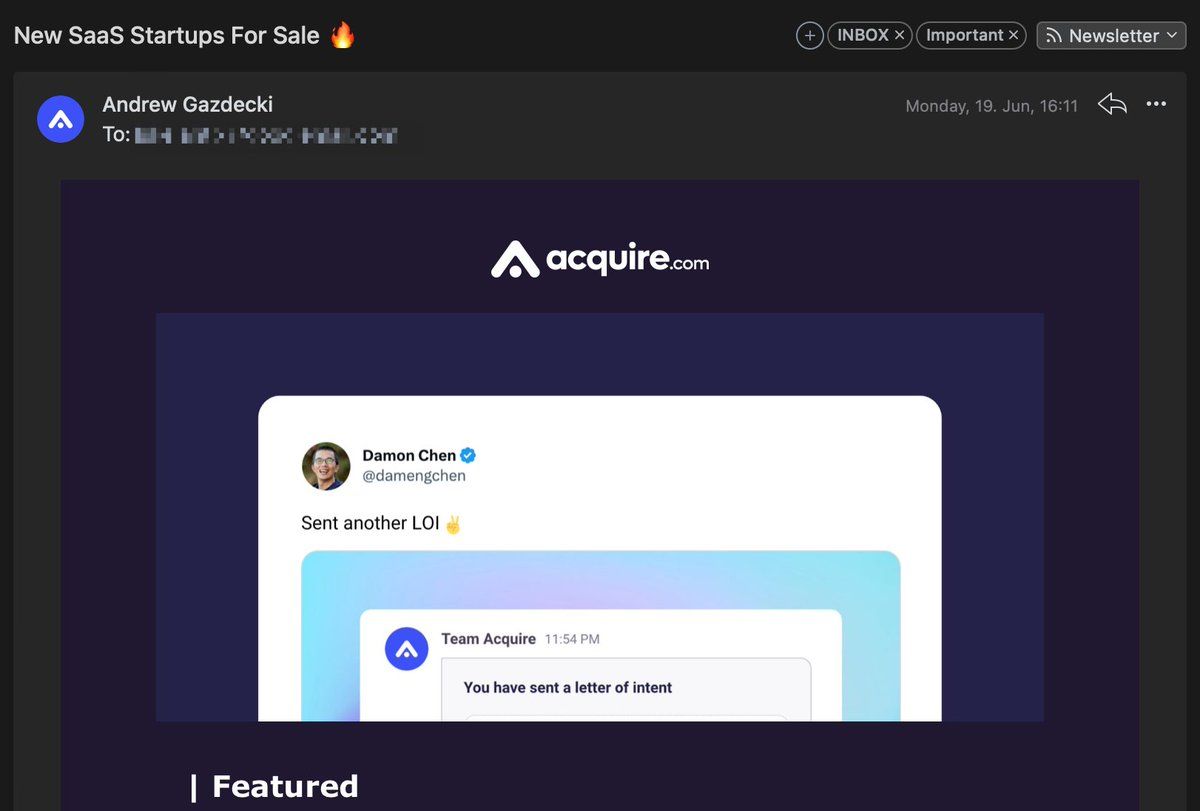 New SaaS Startups For Sale 🔥
INBOX ×
Important ×
Newsletter
Andrew Gazdecki
Monday, 19. Jun, 16:11
To:
acquire.com
Damon Chen
@damengchen
Sent another LOI ✌️
Team Acquire 11:54 PM
You have sent a letter of intent
| Featured